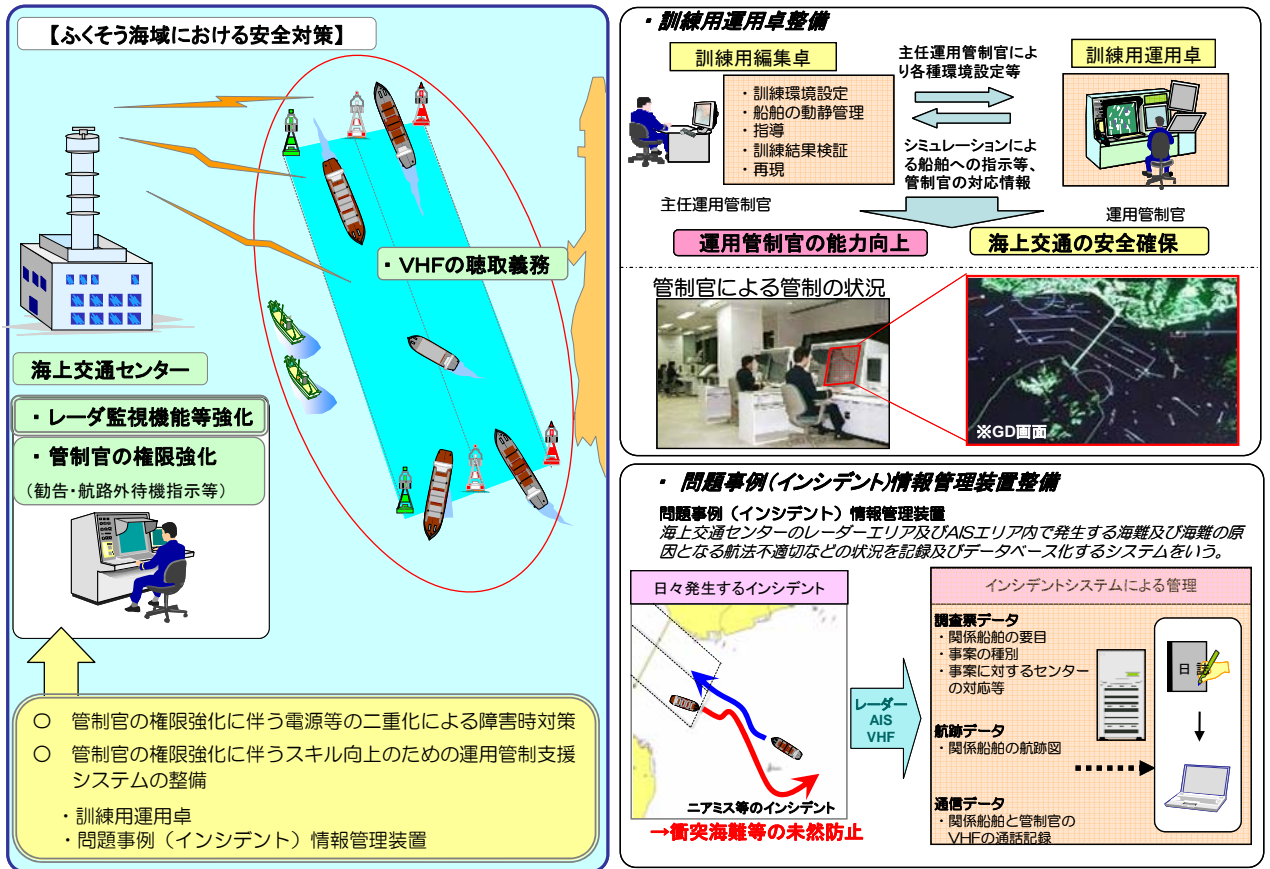 【ふくそう海域における安全対策】
・VHFの聴取義務
海上交通センター
・レーダ監視機能等強化
・管制官の権限強化
（勧告・航路外待機指示等）
○ 管制官の権限強化に伴う電源等の二重化による障害時対策
○ 管制官の権限強化に伴うスキル向上のための運用管制支援
システムの整備
・訓練用運用卓
・問題事例（インシデント）情報管理装置
・訓練用運用卓整備
訓練用編集卓
・訓練環境設定
・船舶の動静管理
・指導
・訓練結果検証
・再現
主任運用管制官
主任運用管制官によ
り各種環境設定等
シミュレーションによ
る船舶への指示等、
管制官の対応情報
訓練用運用卓
運用管制官
運用管制官の能力向上
海上交通の安全確保
管制官による管制の状況
※GD画面
・ 問題事例（インシデント）情報管理装置整備
問題事例（インシデント）情報管理装置
海上交通センターのレーダーエリア及びAISエリア内で発生する海難及び海難の原
因となる航法不適切などの状況を記録及びデータベース化するシステムをいう。
日々発生するインシデント
ニアミス等のインシデント
→衝突海難等の未然防止
レーダー
AIS
VHF
インシデントシステムによる管理
調査票データ
・関係船舶の要目
・事案の種別
・事案に対するセンター
の対応等
航跡データ
・関係船舶の航跡図
通信データ
・関係船舶と管制官の
VHFの通話記録
日誌